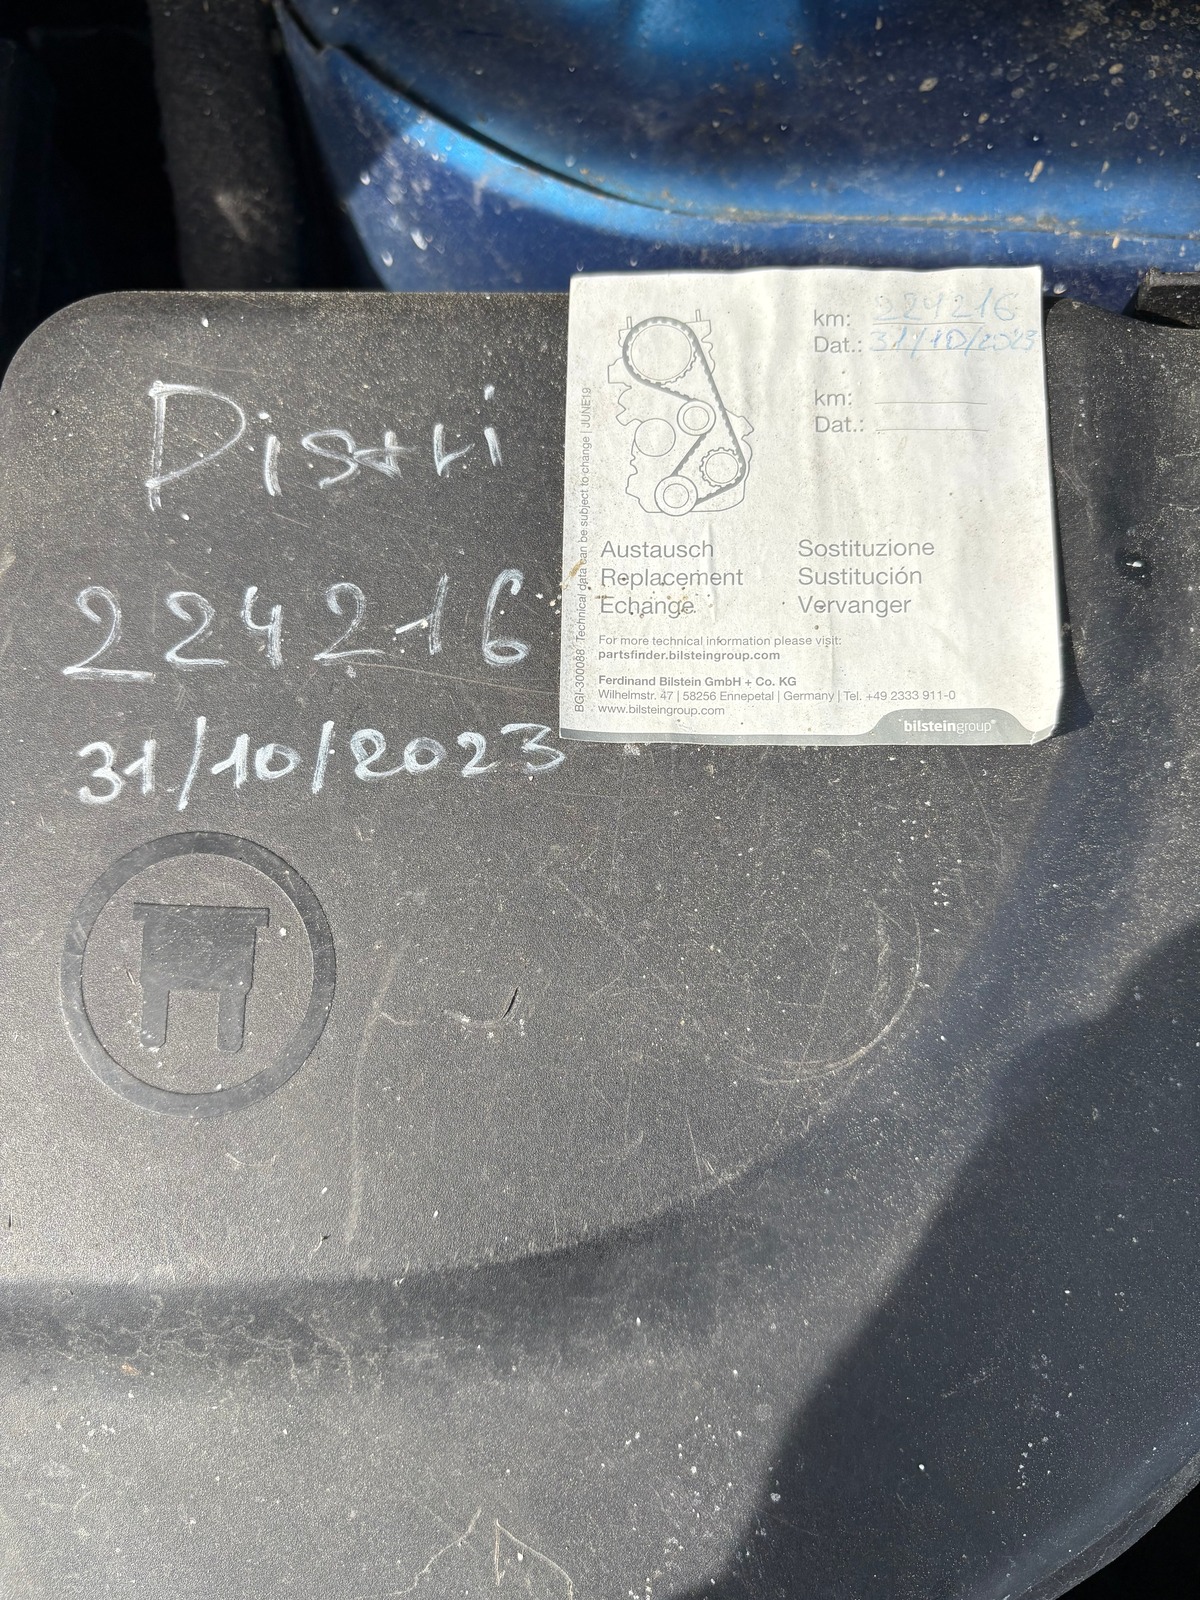 Distri
224216
31/10/2023
km: 224216
Dat.: 31/10/2023
km:
Dat.:
BGI-300088 Technical data can be subject to change | JUNE19
Austausch
Replacement
Echange
Sostituzione
Sustitución
Vervanger
For more technical information please visit:
partsfinder.bilsteingroup.com
Ferdinand Bilstein GmbH + Co. KG
Wilhelmstr. 47 | 58256 Ennepetal | Germany | Tel. +49 2333 911-0
www.bilsteingroup.com
bilsteingroup®